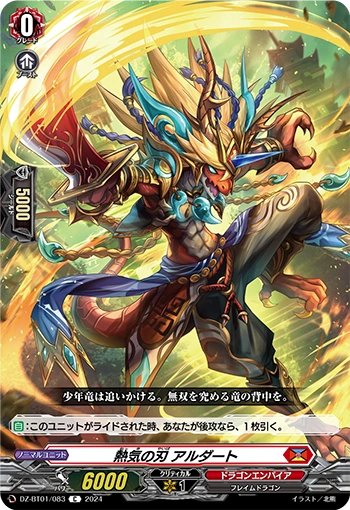 0
グレード
ブースト
5000
シールド
少年竜は追いかける。無双を究める竜の背中を。
自:このユニットがライドされた時、あなたが後攻なら、1枚引く。
ノーマルユニット
熱気の刃 アルダート
パワー
6000
クリティカル
1
ドラゴンエンパイア
フレイムドラゴン
DZ-BT01/083 C 2024
イラスト/北熊